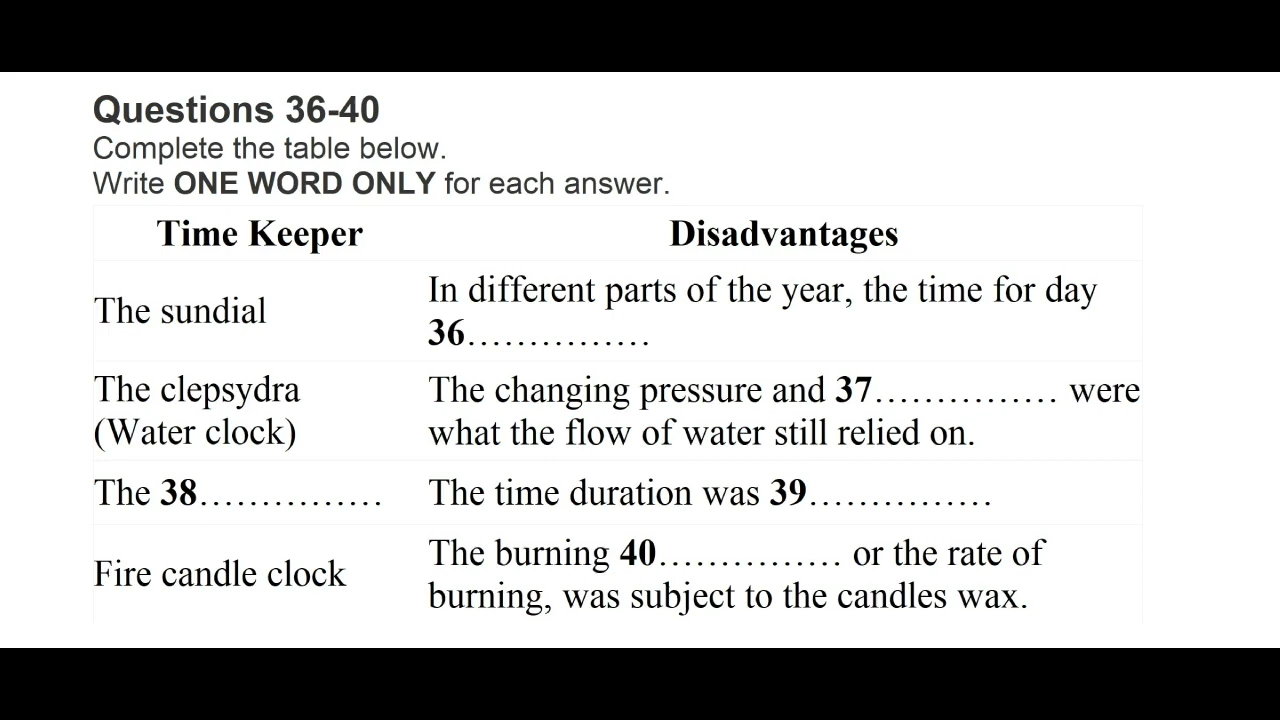 Questions 36-40
Complete the table below.
Write ONE WORD ONLY for each answer.
Time Keeper Disadvantages
The sundial
In different parts of the year, the time for day
36……………
The clepsydra
(Water clock)
The changing pressure and 37…………… were
what the flow of water still relied on.
The 38…………… The time duration was 39……………
Fire candle clock
The burning 40…………… or the rate of
burning, was subject to the candles wax.